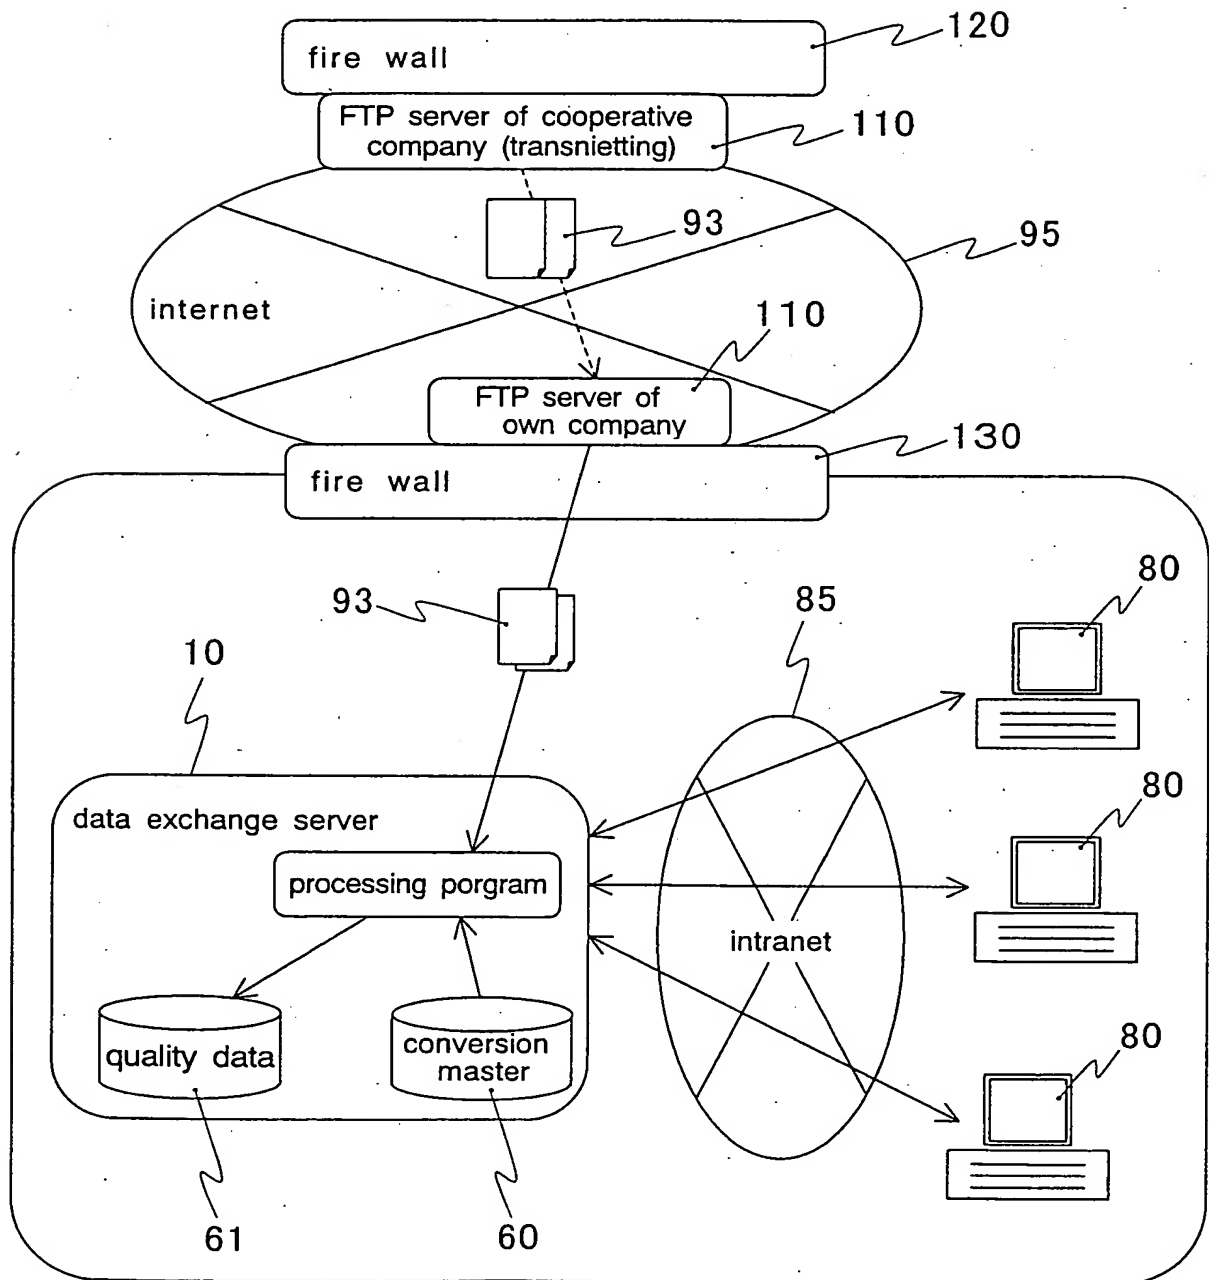 120
fire wall
FTP server of cooperative
company (transnietting)
110
93
95
internet
110
FTP server of
own company
130
fire wall
93
85
80
10
data exchange server
80
processing porgram
intranet
quality data
conversion
master
80
61
60